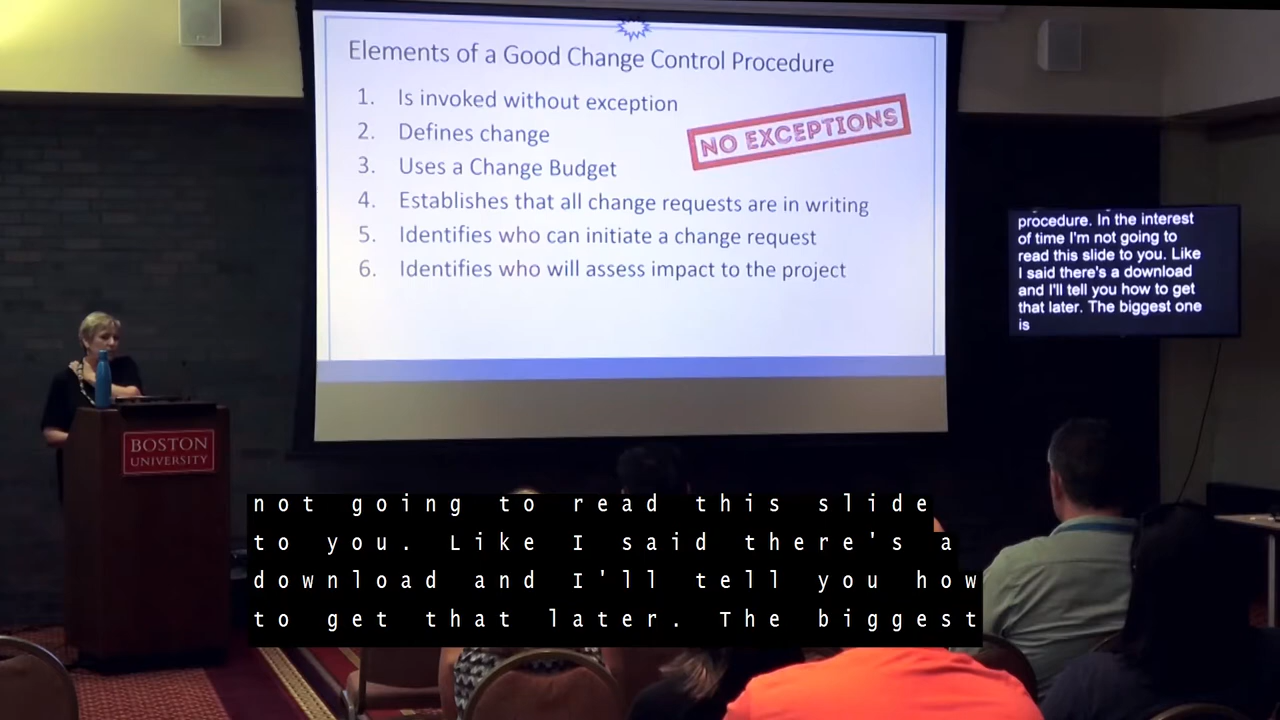 Elements of a Good Change Control Procedure
1. Is invoked without exception
2. Defines change
3. Uses a Change Budget
4. Establishes that all change requests are in writing
5. Identifies who can initiate a change request
6. Identifies who will assess impact to the project
NO EXCEPTIONS
procedure. In the interest
of time I'm not going to
read this slide to you. Like
I said there's a download
and I'll tell you how to get
that later. The biggest one
is
BOSTON
UNIVERSITY
not going to read this slide
to you. Like I said there's a
download and I'll tell you how
to get that later. The biggest